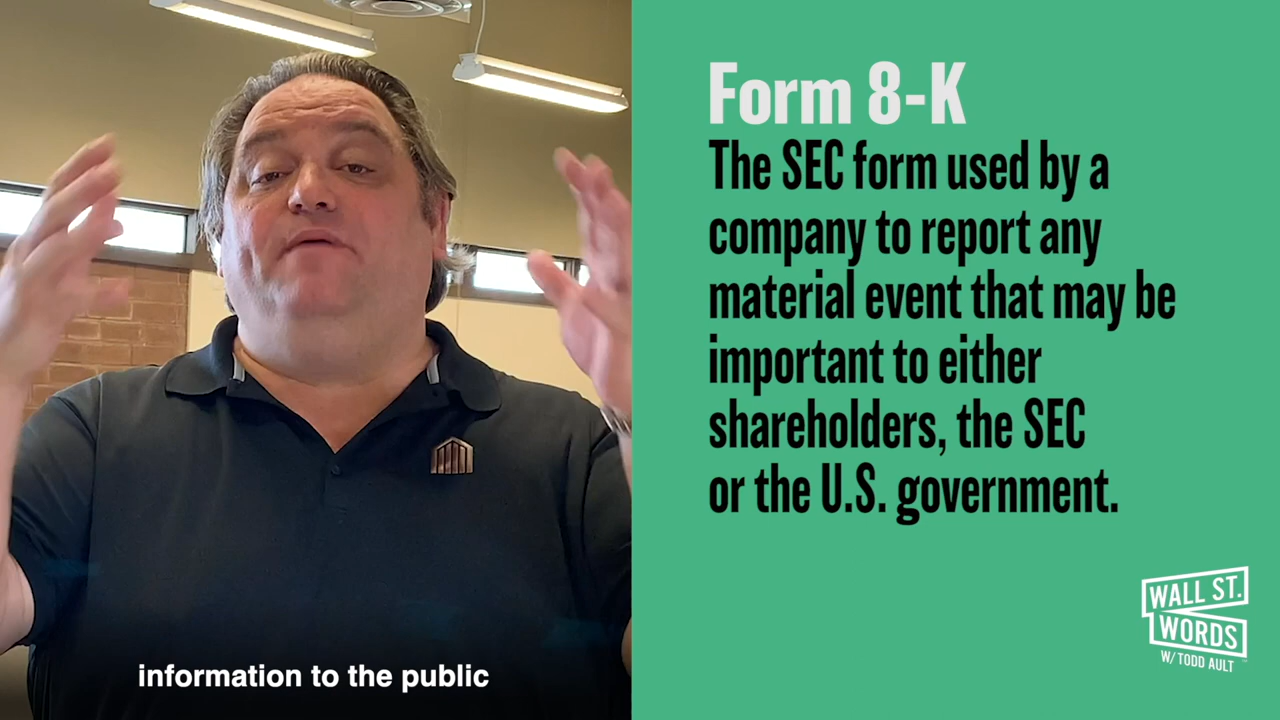 Form 8-K
The SEC form used by a
company to report any
material event that may be
important to either
shareholders, the SEC
or the U.S. government.
information to the public
WALL ST.
WORDS
W/ TODD AULT